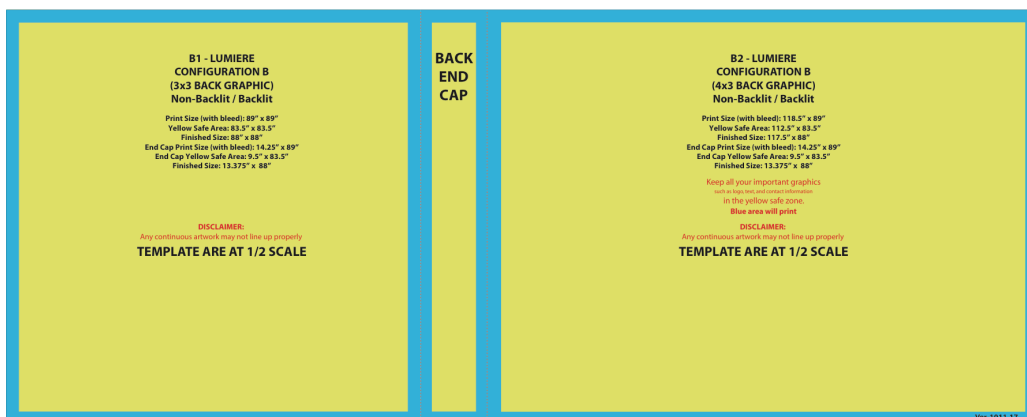 B1 - LUMIERE
CONFIGURATION B
(3x3 BACK GRAPHIC)
Non-Backlit / Backlit
Print Size (with bleed): 89” x 89”
Yellow Safe Area: 83.5” x 83.5”
Finished Size: 88” x 88”
End Cap Print Size (with bleed): 14.25” x 89”
End Cap Yellow Safe Area: 9.5” x 83.5”
Finished Size: 13.375” x  88”
DISCLAIMER:
Any continuous artwork may not line up properly
TEMPLATE ARE AT 1/2 SCALE
BACK
END
CAP
B2 - LUMIERE
CONFIGURATION B
(4x3 BACK GRAPHIC)
Non-Backlit / Backlit
Print Size (with bleed): 118.5” x 89”
Yellow Safe Area: 112.5” x 83.5”
Finished Size: 117.5” x 88”
End Cap Print Size (with bleed): 14.25” x 89”
End Cap Yellow Safe Area: 9.5” x 83.5”
Finished Size: 13.375” x  88”
Keep all your important graphics
such as logo, text, and contact information
in the yellow safe zone.
Blue area will print
DISCLAIMER:
Any continuous artwork may not line up properly
TEMPLATE ARE AT 1/2 SCALE